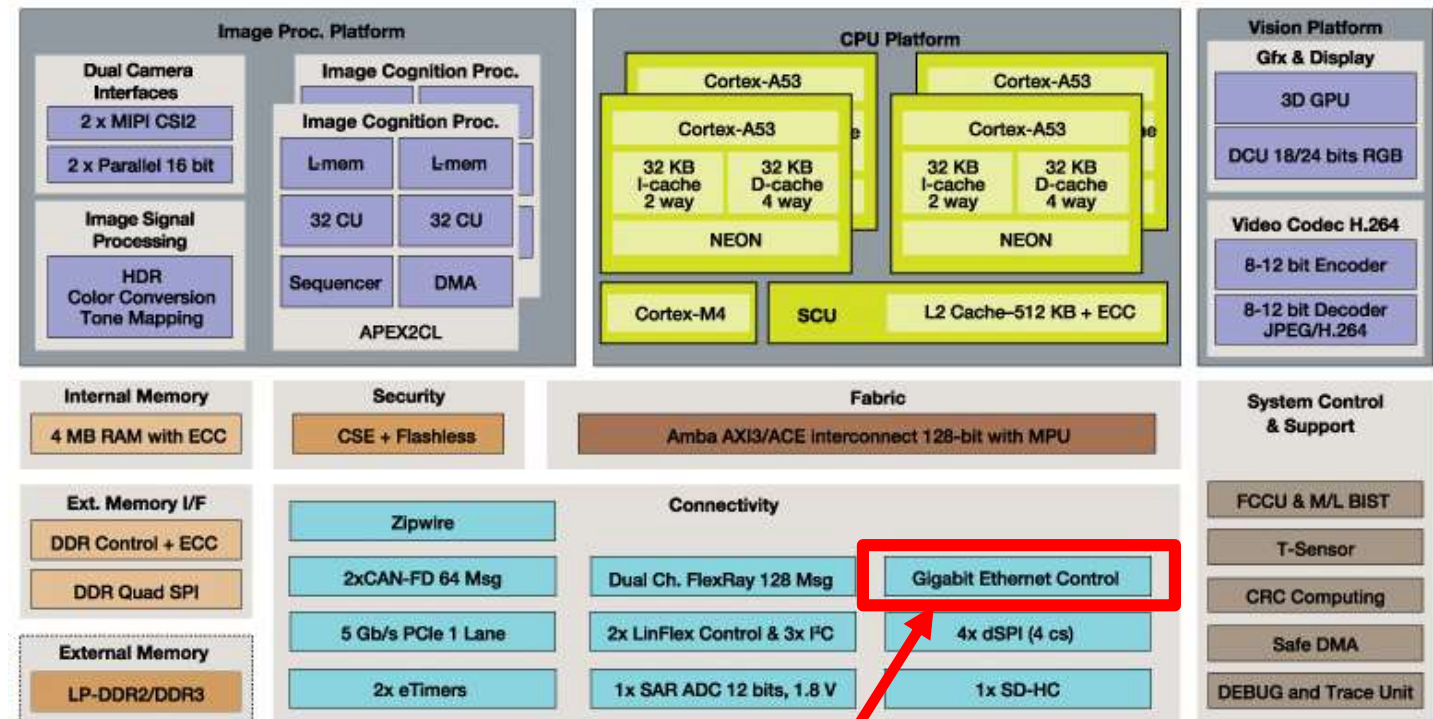 Image Proc. Platform
Dual Camera
Interfaces
2 x MIPI CSI2
2 x Parallel 16 bit
Image Signal
Processing
HDR
Color Conversion
Tone Mapping
Image Cognition Proc.
Image Cognition Proc.
L-mem
L-mem
32 CU
32 CU
Sequencer
DMA
APEX2CL
CPU Platform
Cortex-A53
Cortex-A53
32 KB
I-cache
2 way
32 KB
D-cache
4 way
NEON
Cortex-A53
Cortex-A53
32 KB
I-cache
2 way
32 KB
D-cache
4 way
NEON
Cortex-M4
SCU
L2 Cache–512 KB + ECC
Vision Platform
Gfx & Display
3D GPU
DCU 18/24 bits RGB
Video Codec H.264
8-12 bit Encoder
8-12 bit Decoder
JPEG/H.264
Internal Memory
4 MB RAM with ECC
Security
CSE + Flashless
Fabric
Amba AXI3/ACE interconnect 128-bit with MPU
System Control
& Support
FCCU & M/L BIST
T-Sensor
CRC Computing
Safe DMA
DEBUG and Trace Unit
Ext. Memory I/F
DDR Control + ECC
DDR Quad SPI
External Memory
LP-DDR2/DDR3
Connectivity
Zipwire
2xCAN-FD 64 Msg
Dual Ch. FlexRay 128 Msg
Gigabit Ethernet Control
5 Gb/s PCIe 1 Lane
2x LinFlex Control & 3x I²C
4x dSPI (4 cs)
2x eTimers
1x SAR ADC 12 bits, 1.8 V
1x SD-HC